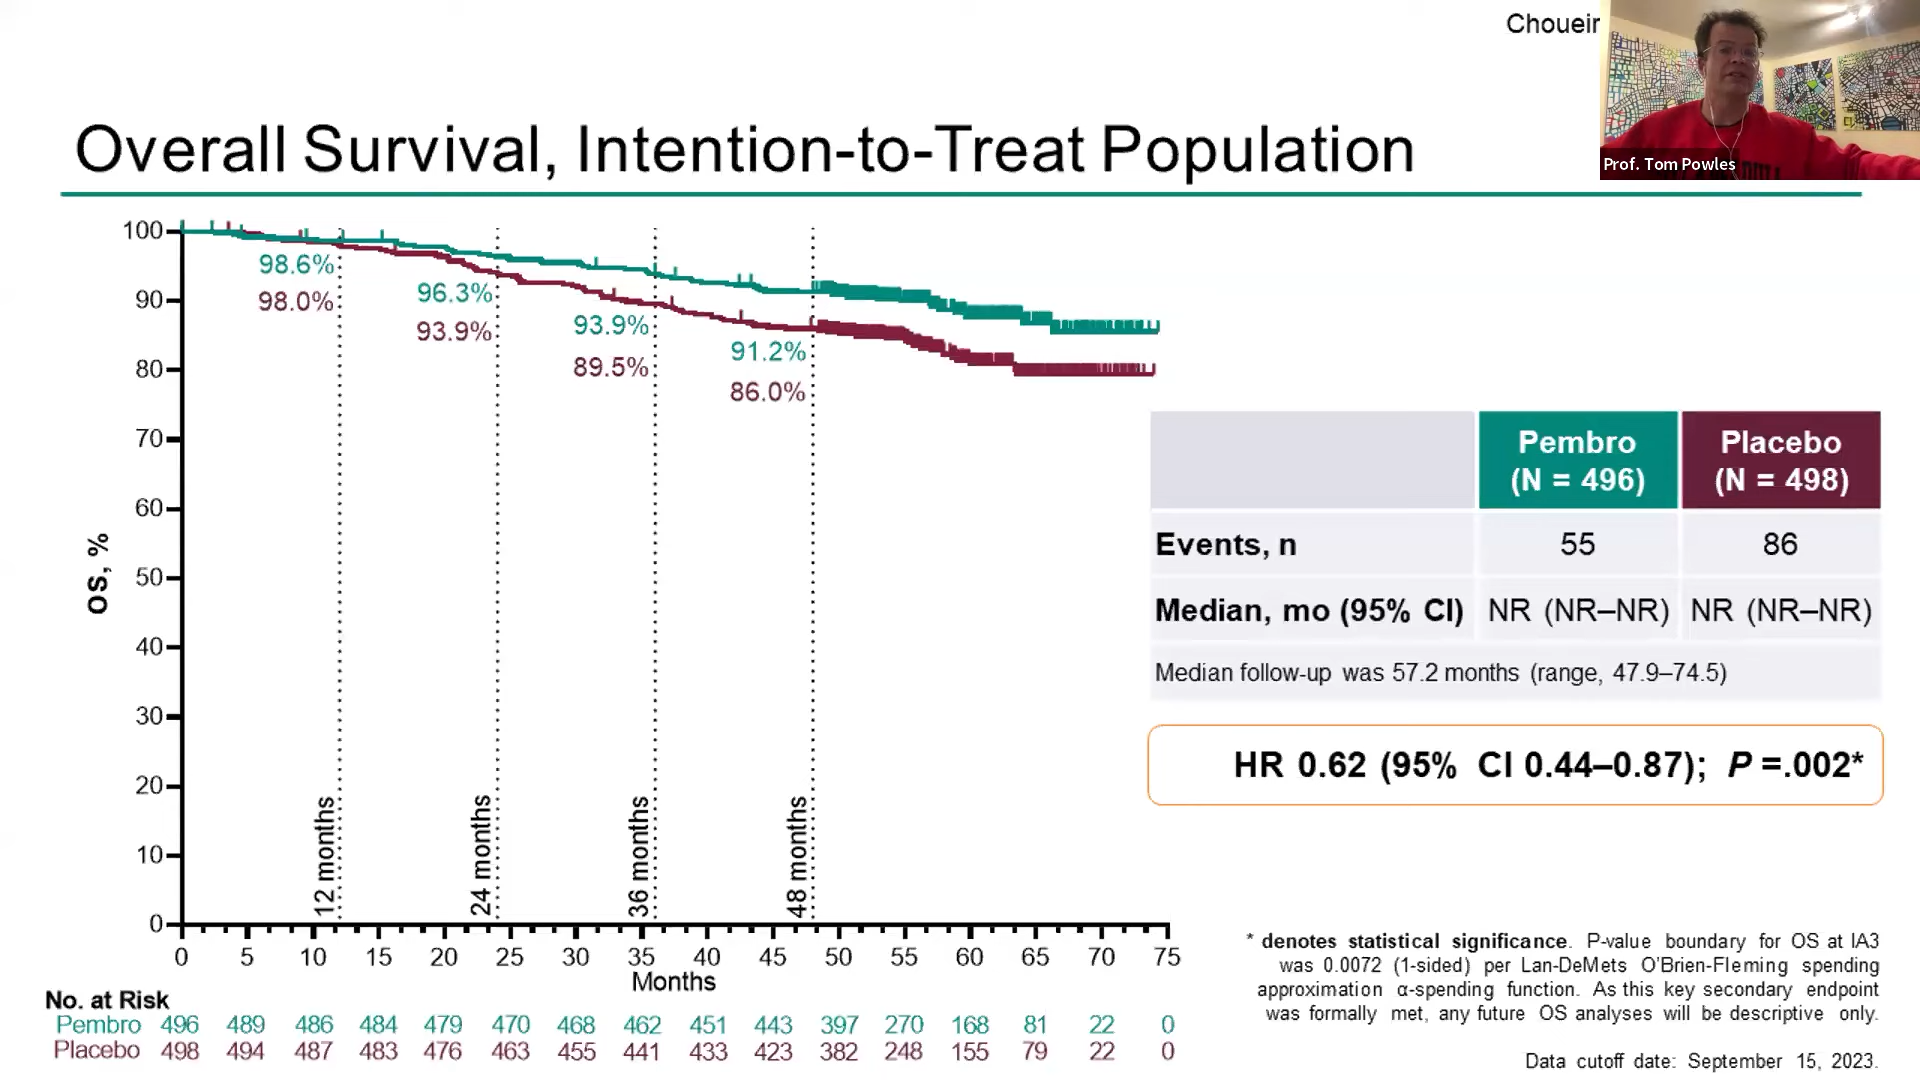 Choueir
Prof. Tom Powles
Overall Survival, Intention-to-Treat Population
OS, %
100
90
80
70
60
50
40
30
20
10
0
98.6%
98.0%
96.3%
93.9%
93.9%
89.5%
91.2%
86.0%
12 months
24 months
36 months
48 months
0 5 10 15 20 25 30 35 40 45 50 55 60 65 70 75
Months
No. at Risk
Pembro 496 489 486 484 479 470 468 462 451 443 397 270 168 81 22 0
Placebo 498 494 487 483 476 463 455 441 433 423 382 248 155 79 22 0
Pembro Placebo
(N = 496) (N = 498)
Events, n 55 86
Median, mo (95% CI) NR (NR–NR) NR (NR–NR)
Median follow-up was 57.2 months (range, 47.9–74.5)
HR 0.62 (95% CI 0.44–0.87); P =.002*
* denotes statistical significance. P-value boundary for OS at IA3
was 0.0072 (1-sided) per Lan-DeMets O'Brien-Fleming spending
approximation α-spending function. As this key secondary endpoint
was formally met, any future OS analyses will be descriptive only.
Data cutoff date: September 15, 2023.